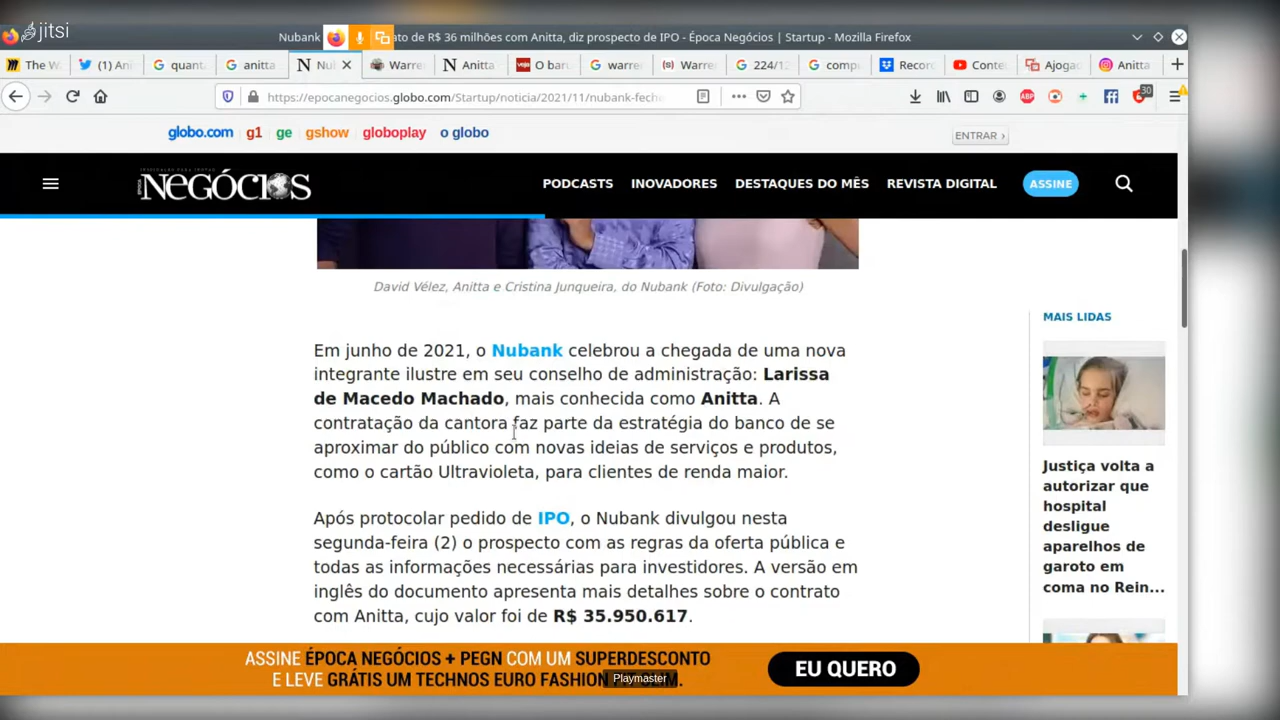 jitsi
Nubank
ato de R$ 36 milhões com Anitta, diz prospecto de IPO - Época Negócios | Startup - Mozilla Firefox
The W
(1) Ani
quant
anitta
Nu
Warre
Anitta
O bar
warre
Warre
224/1
comp
Recor
Conte
Ajogad
Anitta
https://epocanegocios.globo.com/Startup/noticia/2021/11/nubank-fech
30
globo.com g1 ge gshow globoplay o globo
ENTRAR ›
ÉPOCA
NEGÓCIOS
PODCASTS INOVADORES DESTAQUES DO MÊS REVISTA DIGITAL ASSINE
David Vélez, Anitta e Cristina Junqueira, do Nubank (Foto: Divulgação)
Em junho de 2021, o Nubank celebrou a chegada de uma nova
integrante ilustre em seu conselho de administração: Larissa
de Macedo Machado, mais conhecida como Anitta. A
contratação da cantora faz parte da estratégia do banco de se
aproximar do público com novas ideias de serviços e produtos,
como o cartão Ultravioleta, para clientes de renda maior.
Após protocolar pedido de IPO, o Nubank divulgou nesta
segunda-feira (2) o prospecto com as regras da oferta pública e
todas as informações necessárias para investidores. A versão em
inglês do documento apresenta mais detalhes sobre o contrato
com Anitta, cujo valor foi de R$ 35.950.617.
MAIS LIDAS
Justiça volta a
autorizar que
hospital
desligue
aparelhos de
garoto em
coma no Rein...
ASSINE ÉPOCA NEGÓCIOS + PEGN COM UM SUPERDESCONTO
E LEVE GRÁTIS UM TECHNOS EURO FASHION
EU QUERO
Playmaster